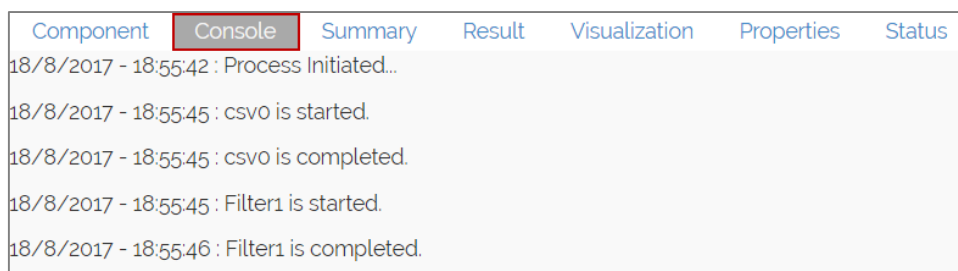 Component Console Summary Result Visualization Properties Status
18/8/2017 - 18:55:42 : Process Initiated...
18/8/2017 - 18:55:45 : csv0 is started.
18/8/2017 - 18:55:45 : csv0 is completed.
18/8/2017 - 18:55:45 : Filter1 is started.
18/8/2017 - 18:55:46 : Filter1 is completed.